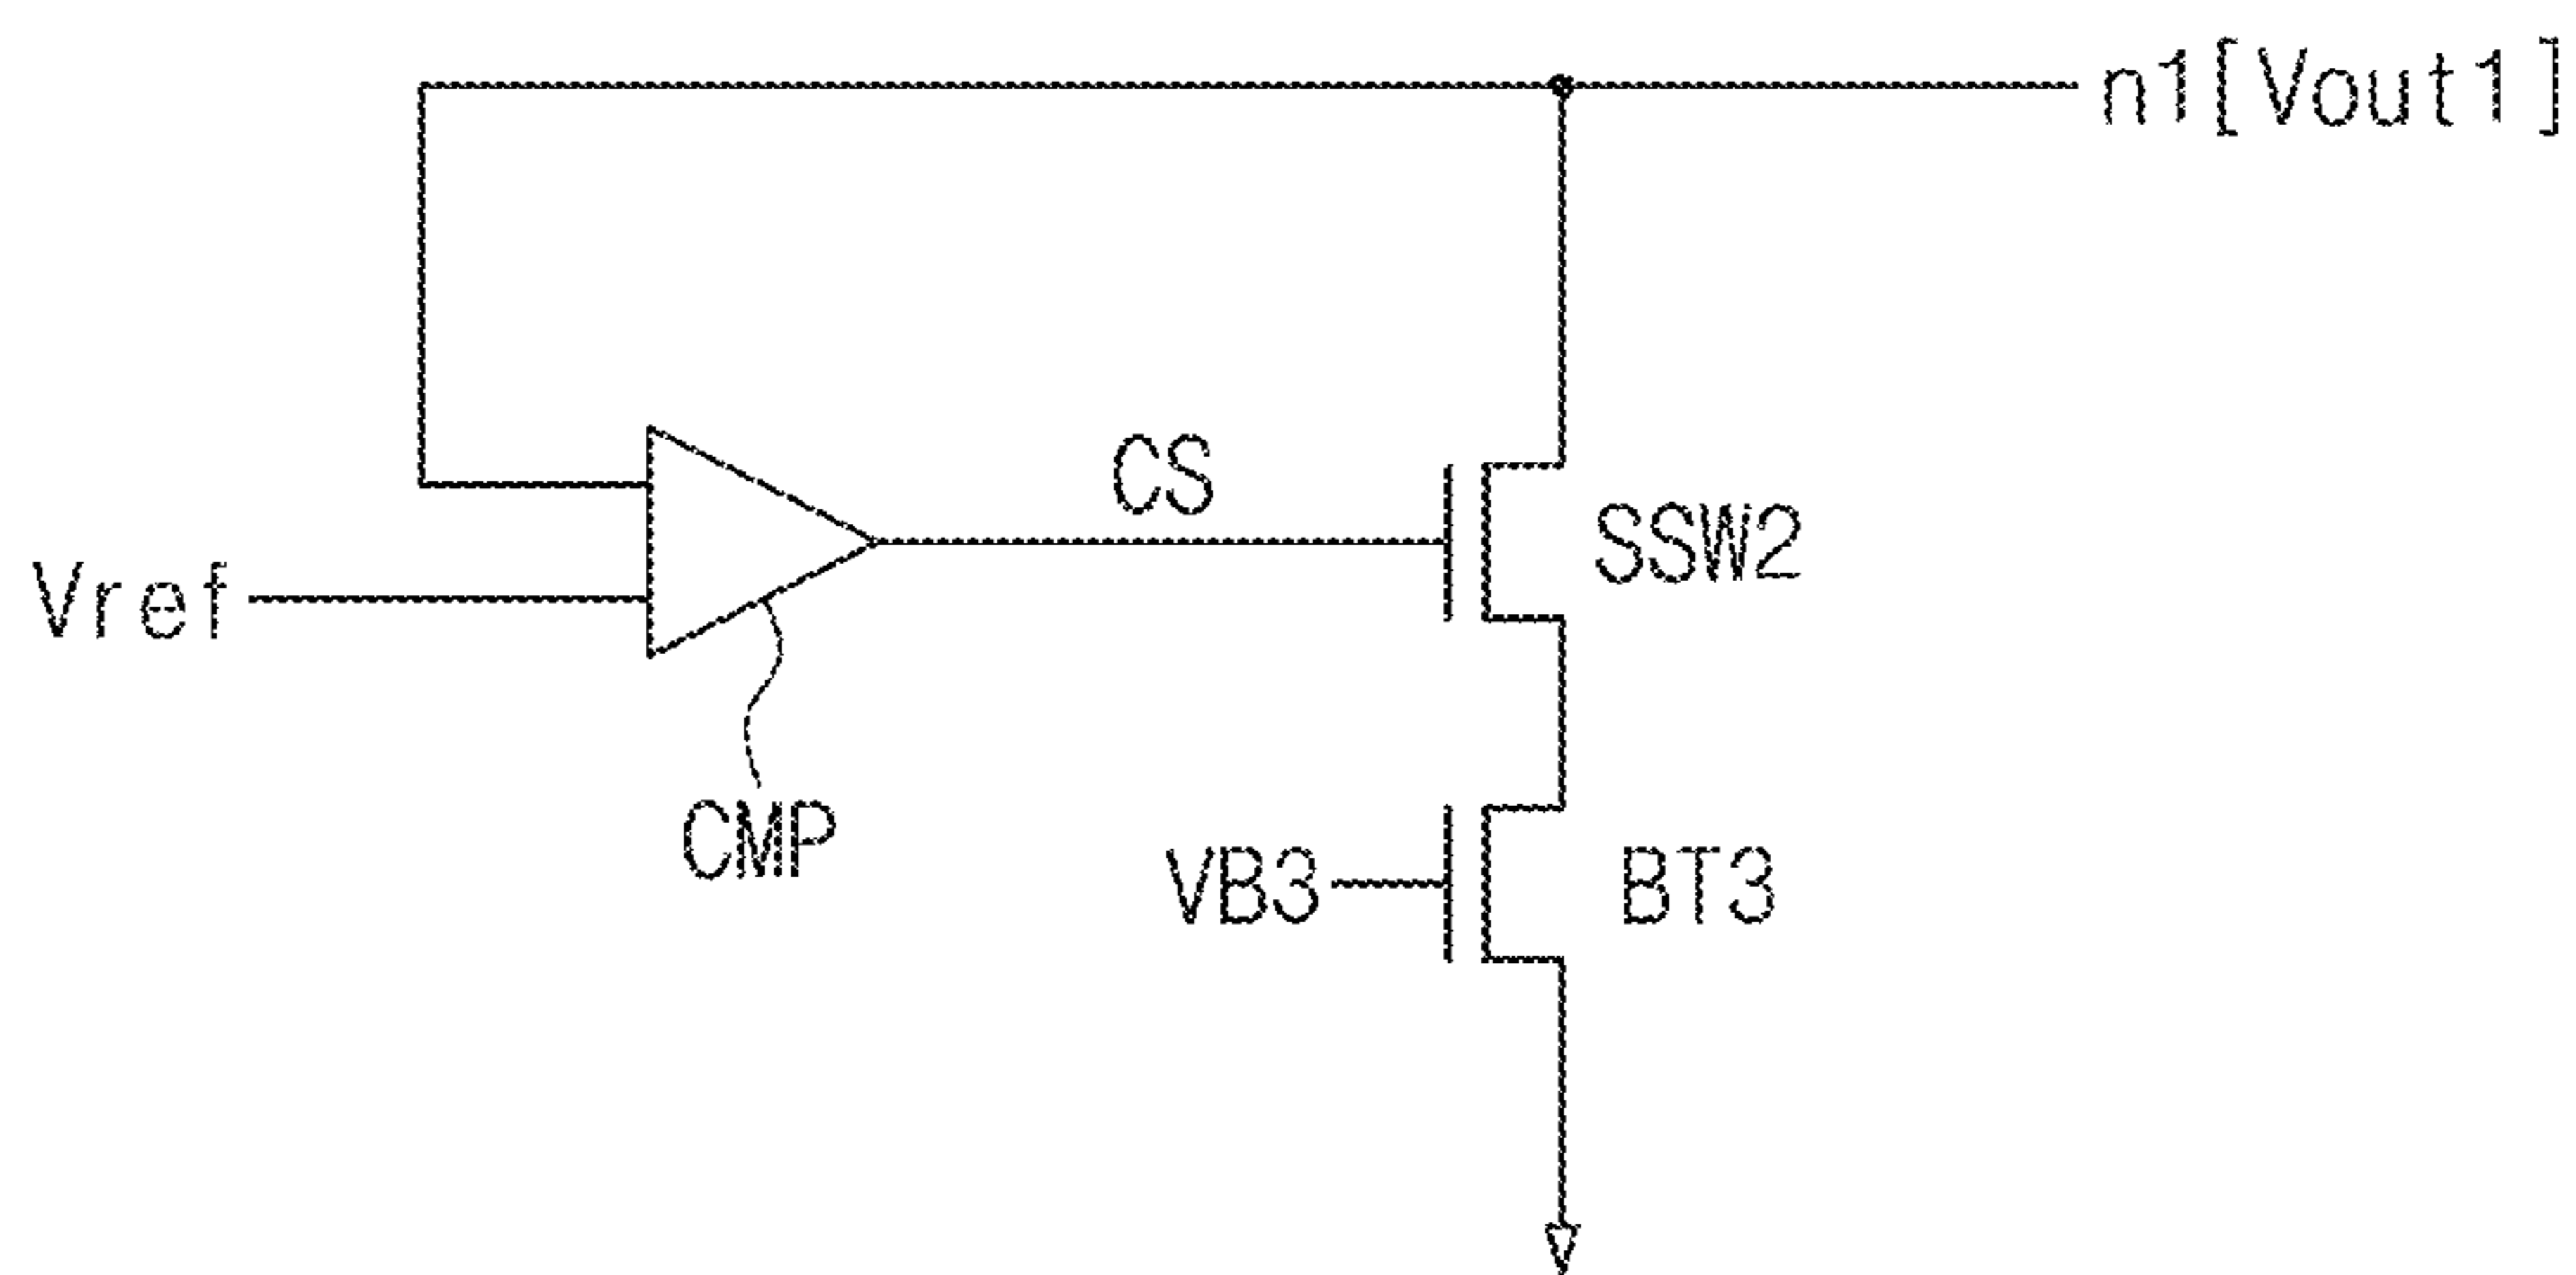 n1[Vout1]
CS
SSW2
Vref
CMP
VB3
BT3